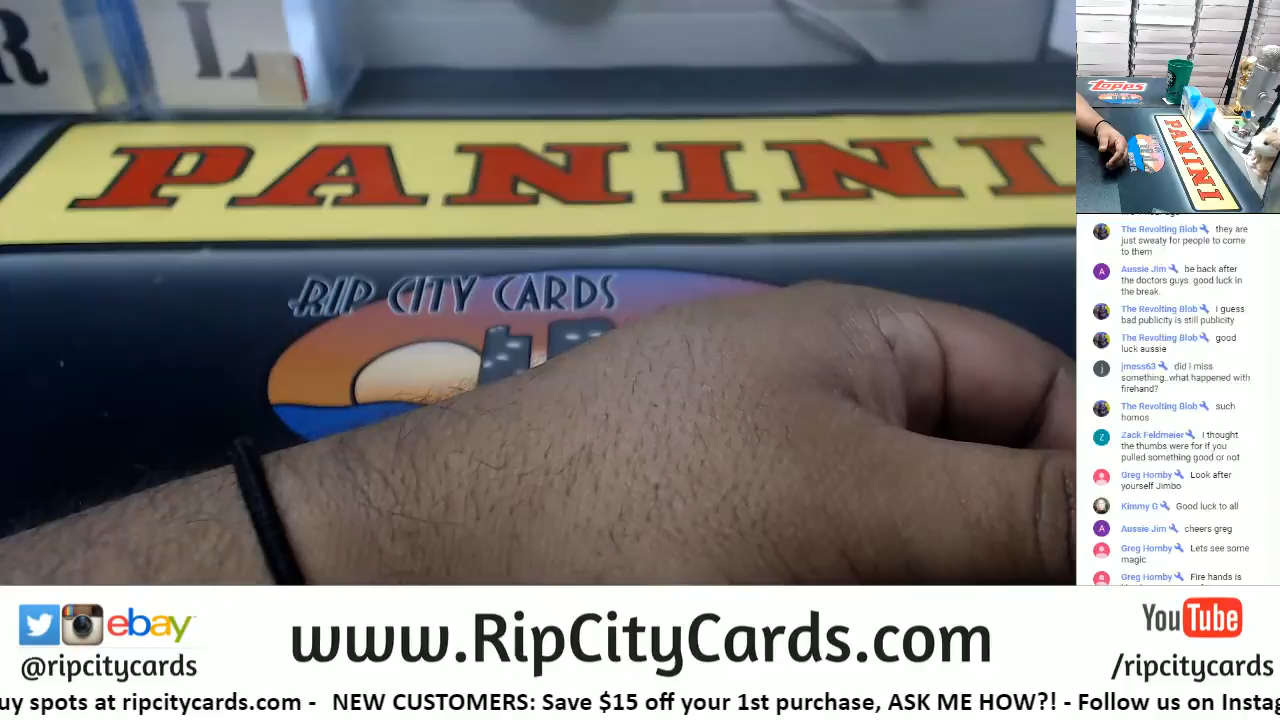 R L
PANINI
RIP CITY CARDS
topps
PANINI
The Revolting Blob they are
just sweaty for people to come
to them
Aussie Jim be back after
the doctors guys. good luck in
the break.
The Revolting Blob I guess
bad publicity is still publicity
The Revolting Blob good
luck aussie
jmess63 did i miss
something..what happened with
firehand?
The Revolting Blob such
homos
Zack Feldmeier I thought
the thumbs were for if you
pulled something good or not
Greg Hornby Look after
yourself Jimbo
Kimmy G Good luck to all
Aussie Jim cheers greg
Greg Hornby Lets see some
magic
Greg Hornby Fire hands is
ebay
@ripcitycards
www.RipCityCards.com
YouTube
/ripcitycards
uy spots at ripcitycards.com - NEW CUSTOMERS: Save $15 off your 1st purchase, ASK ME HOW?! - Follow us on Instag